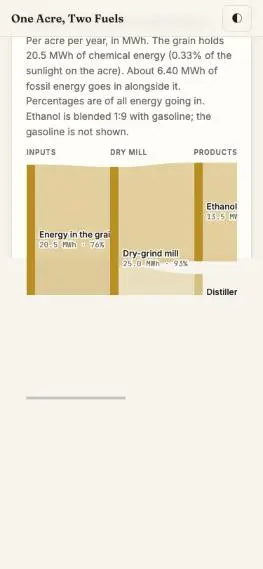 One Acre, Two Fuels
Per acre per year, in MWh. The grain holds
20.5 MWh of chemical energy (0.33% of the
sunlight on the acre). About 6.40 MWh of
fossil energy goes in alongside it.
Percentages are of all energy going in.
Ethanol is blended 1:9 with gasoline; the
gasoline is not shown.
INPUTS DRY MILL PRODUCTS
Ethanol
13.5 MW
Energy in the grai
20.5 MWh · 76%
Dry-grind mill
25.0 MWh · 93%
Distiller